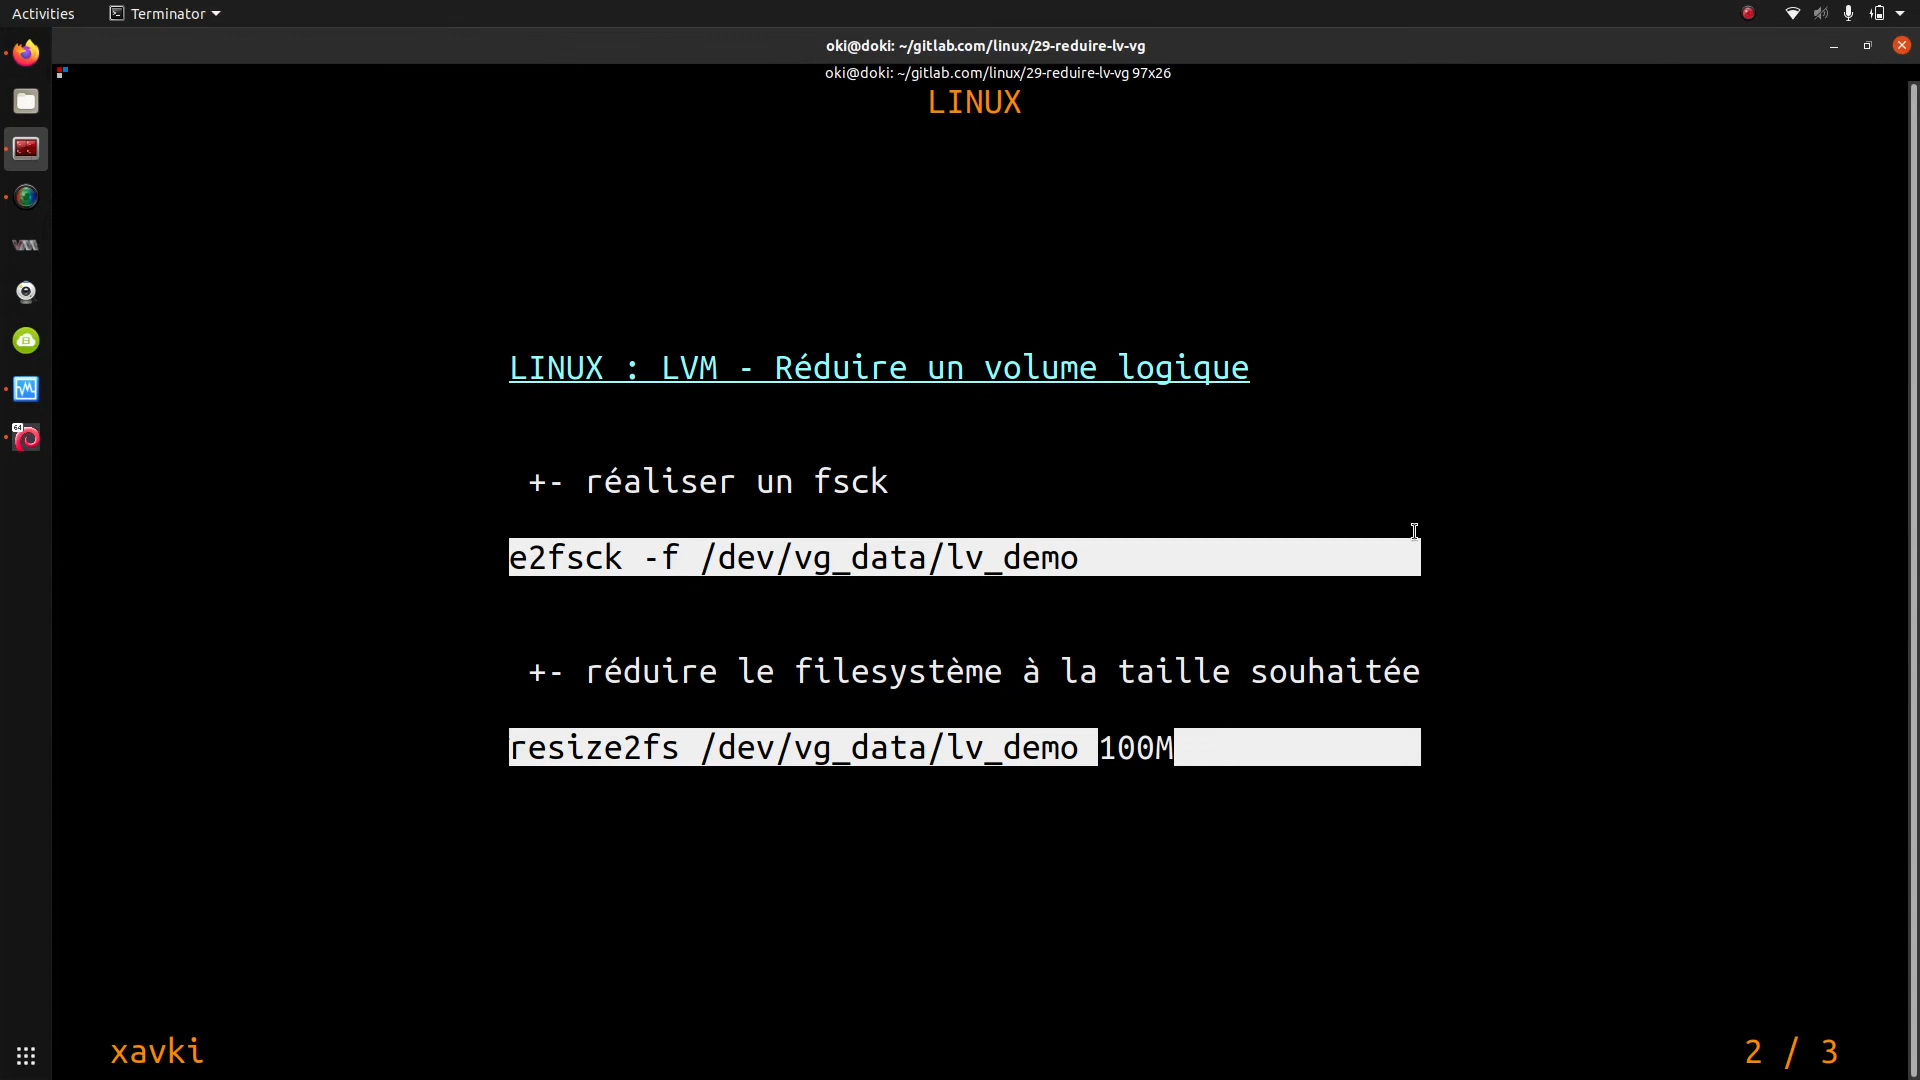 Activities
Terminator
oki@doki: ~/gitlab.com/linux/29-reduire-lv-vg
oki@doki: ~/gitlab.com/linux/29-reduire-lv-vg 97x26
LINUX
LINUX : LVM - Réduire un volume logique
+- réaliser un fsck
e2fsck -f /dev/vg_data/lv_demo
+- réduire le filesystème à la taille souhaitée
resize2fs /dev/vg_data/lv_demo 100M
xavki
2 / 3
64